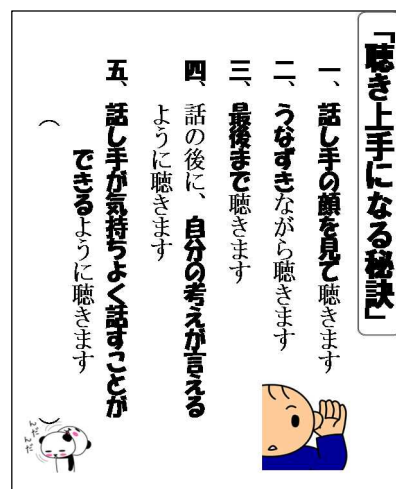 「聴き上手になる秘訣」
一、話し手の顔を見て聴きます
二、うなずきながら聴きます
三、最後まで聴きます
四、話の後に、自分の考えが言える
ように聴きます
五、話し手が気持ちよく話すことが
できるように聴きます
（
んだんだ